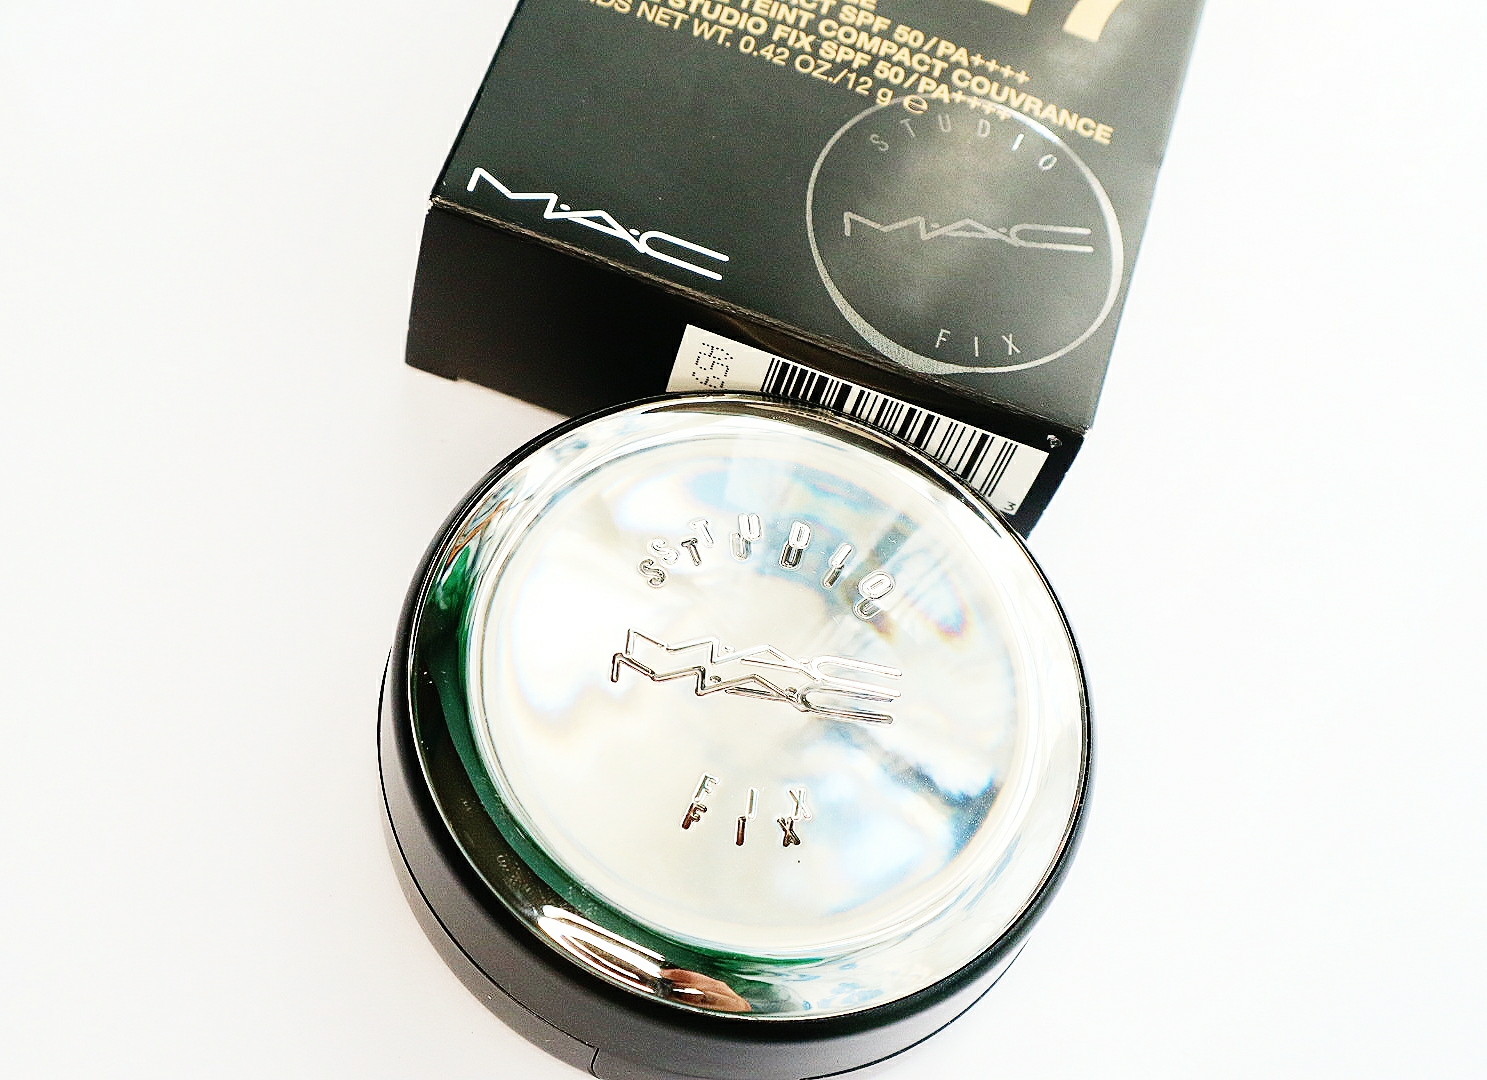 SPF 50/PA++++
TEINT COMPACT COUVRANCE
STUDIO FIX SPF 50/PA++++
NET WT. 0.42 OZ./12 g e
STUDIO
M·A·C
FIX
M·A·C
3
STUDIO
M·A·C
FIX